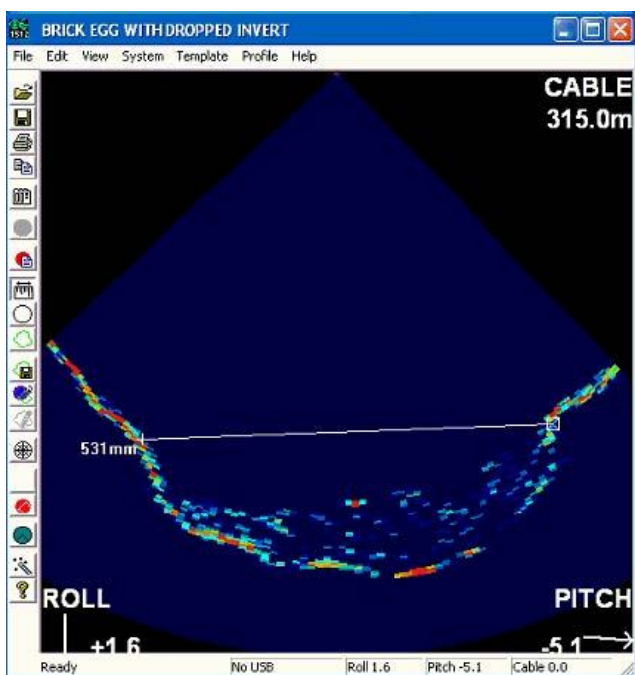 BRICK EGG WITH DROPPED INVERT
File Edit View System Template Profile Help
CABLE
315.0m
531mm
ROLL
PITCH
+1.6
-5.1
Ready No USB Roll 1.6 Pitch -5.1 Cable 0.0